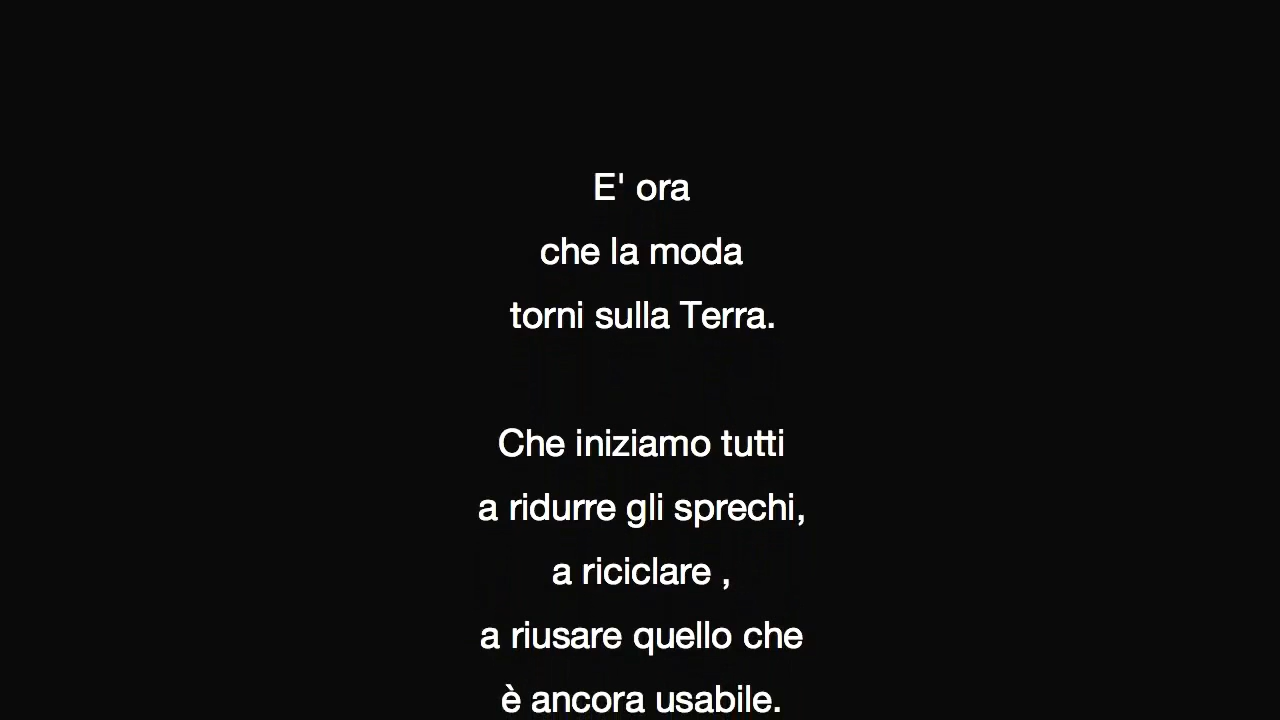 E' ora
che la moda
torni sulla Terra.
Che iniziamo tutti
a ridurre gli sprechi,
a riciclare ,
a riusare quello che
è ancora usabile.